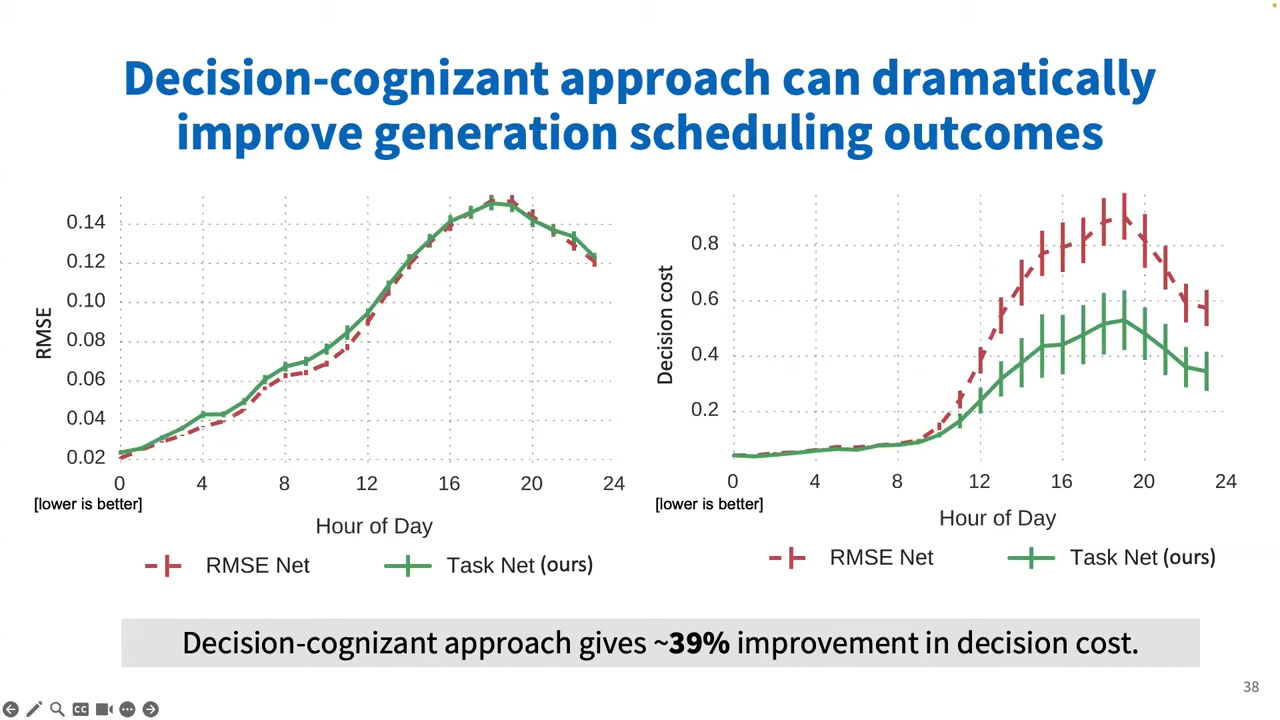 Decision-cognizant approach can dramatically
improve generation scheduling outcomes
RMSE
0.14
0.12
0.10
0.08
0.06
0.04
0.02
0 4 8 12 16 20 24
[lower is better]
Hour of Day
RMSE Net Task Net (ours)
Decision cost
0.8
0.6
0.4
0.2
0 4 8 12 16 20 24
[lower is better]
Hour of Day
RMSE Net Task Net (ours)
Decision-cognizant approach gives ~39% improvement in decision cost.
38
CC